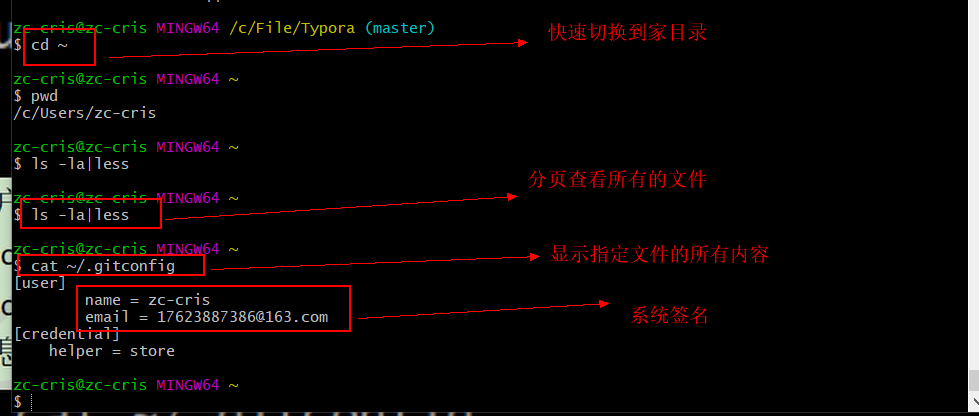 zc-cris@zc-cris MINGW64 /c/File/Typora (master)
$ cd ~
快速切换到家目录
zc-cris@zc-cris MINGW64 ~
$ pwd
/c/Users/zc-cris
zc-cris@zc-cris MINGW64 ~
$ ls -la|less
zc-cris@zc-cris MINGW64 ~
$ ls -la|less
分页查看所有的文件
zc-cris@zc-cris MINGW64 ~
$ cat ~/.gitconfig
显示指定文件的所有内容
[user]
name = zc-cris
email = 17623887386@163.com
系统签名
[credential]
helper = store
zc-cris@zc-cris MINGW64 ~
$